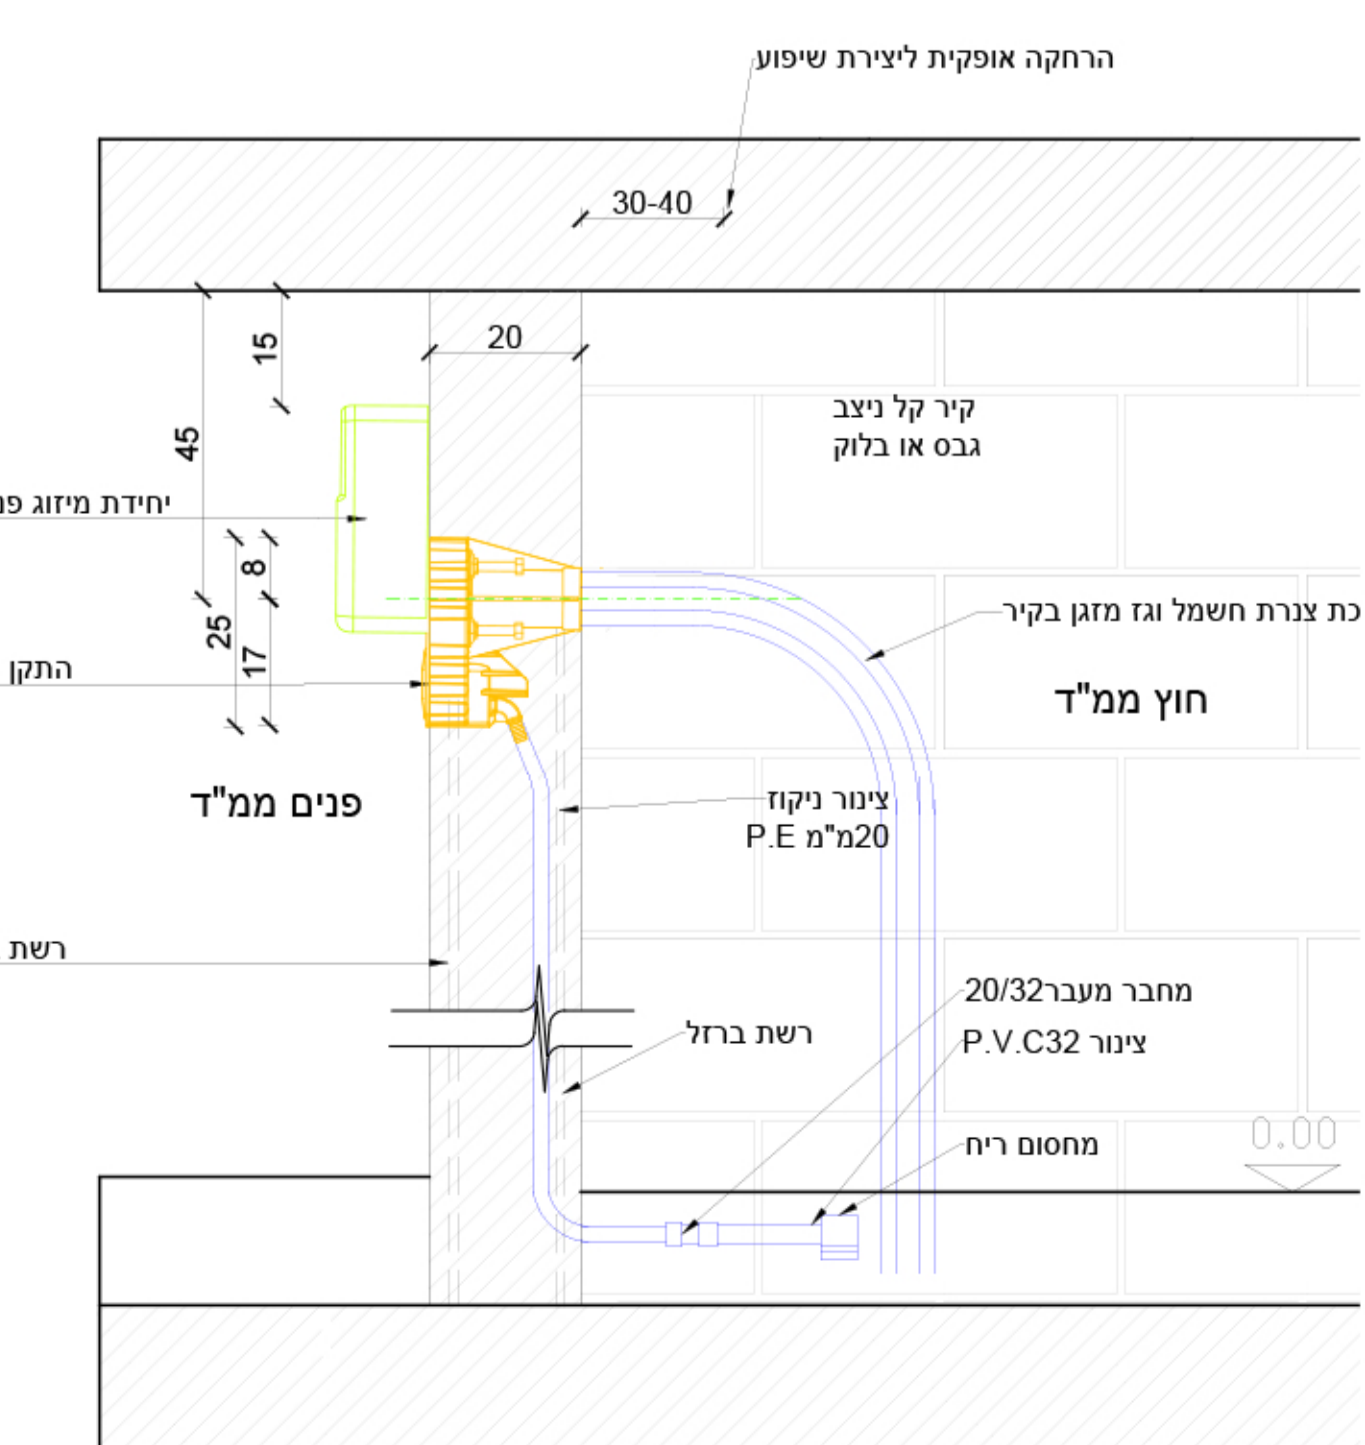 הרחקה אופקית ליצירת שיפוע
30-40
20
15
45
קיר קל ניצב
גבס או בלוק
יחידת מיזוג
8
25
17
כת צנרת חשמל וגז מזגן בקיר
התקן
חוץ ממ"ד
פנים ממ"ד
צינור ניקוז
20מ"מ P.E
רשת
מחבר מעבר20/32
רשת ברזל
צינור P.V.C32
מחסום ריח
0.00